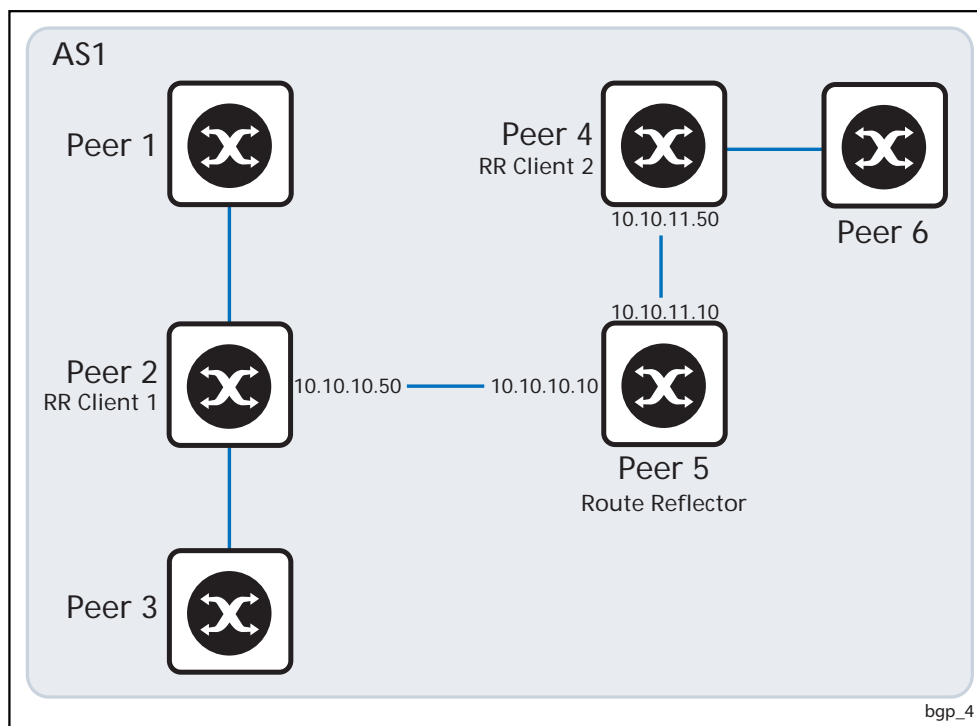 AS1
Peer 1
Peer 4
RR Client 2
10.10.11.50
Peer 6
10.10.11.10
Peer 2
RR Client 1
10.10.10.50
10.10.10.10
Peer 5
Route Reflector
Peer 3
bgp_4